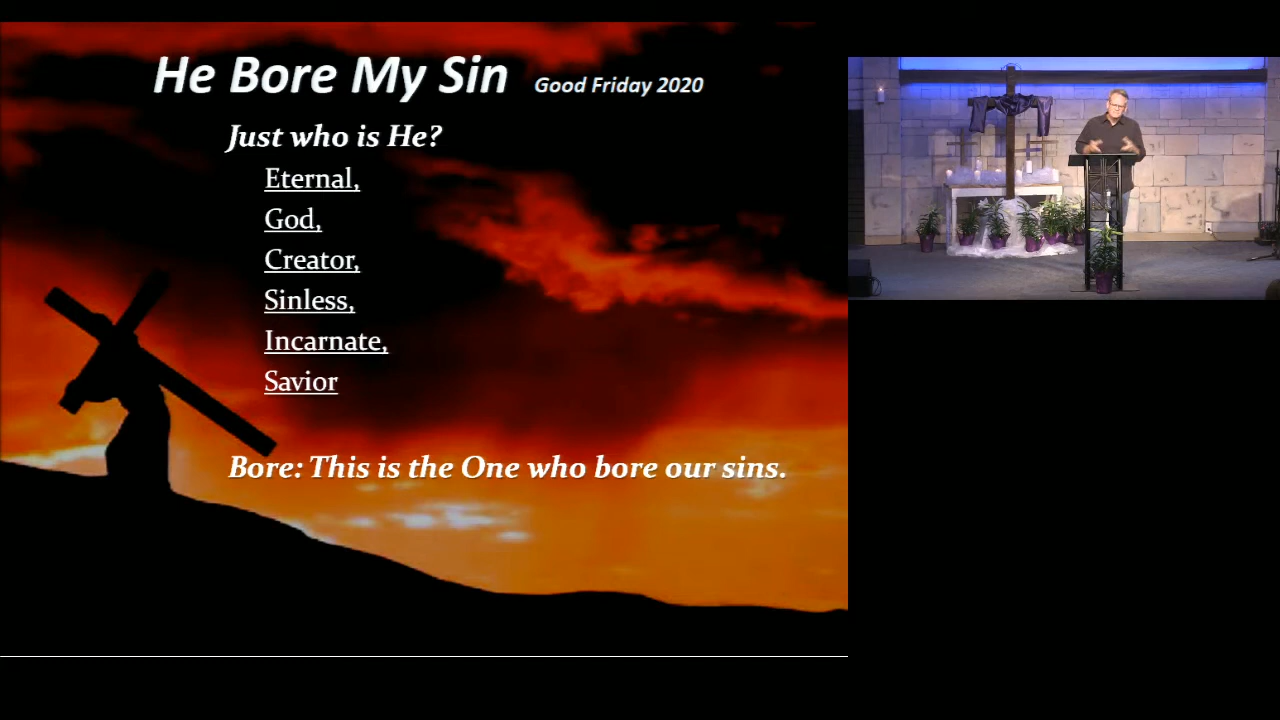 He Bore My Sin Good Friday 2020
Just who is He?
Eternal,
God,
Creator,
Sinless,
Incarnate,
Savior
Bore: This is the One who bore our sins.